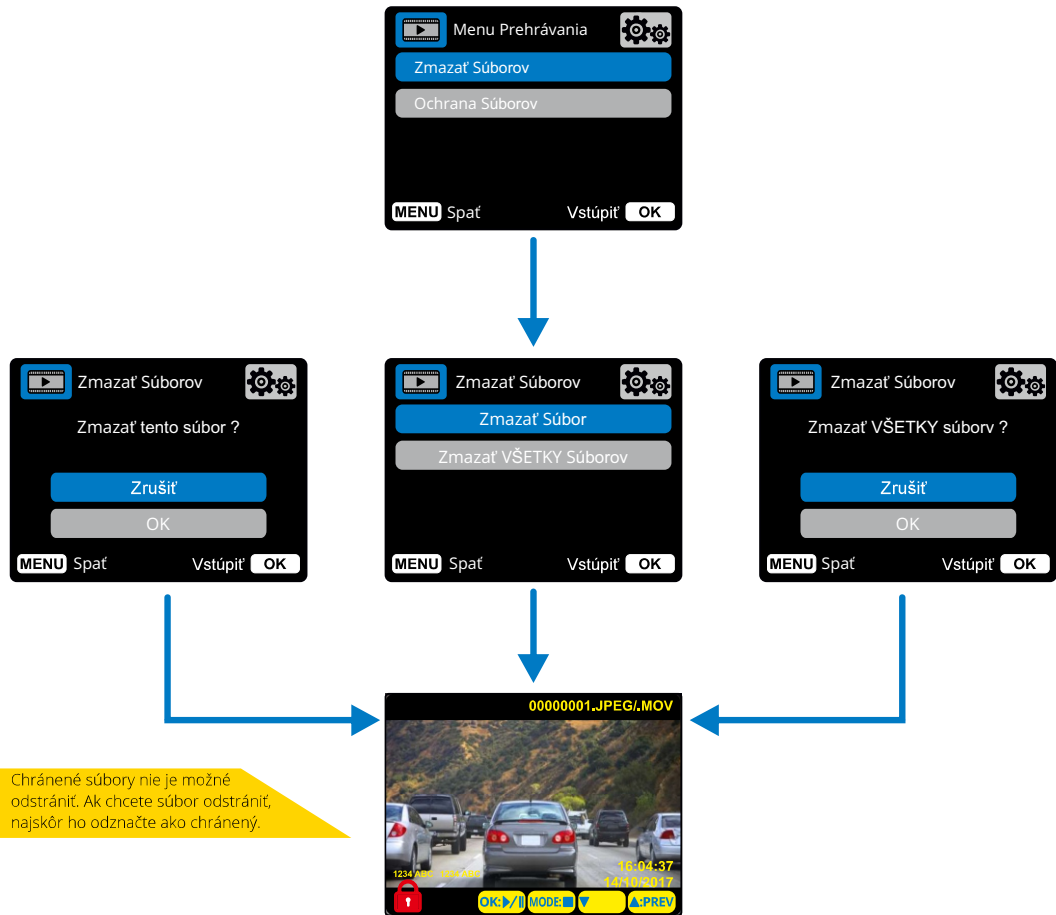 Menu Prehrávania
Zmazať Súborov
Ochrana Súborov
MENU Spať Vstúpiť OK
Zmazať Súborov
Zmazať tento súbor ?
Zrušiť
OK
MENU Spať Vstúpiť OK
Zmazať Súborov
Zmazať Súbor
Zmazať VŠETKY Súborov
MENU Spať Vstúpiť OK
Zmazať Súborov
Zmazať VŠETKY súborv ?
Zrušiť
OK
MENU Spať Vstúpiť OK
00000001.JPEG/.MOV
Chránené súbory nie je možné
odstrániť. Ak chcete súbor odstrániť,
najskôr ho odznačte ako chránený.
1234 ABC 1234 ABC
16:04:37
14/10/2017
OK:▶/II MODE:■ ▼ ▲:PREV